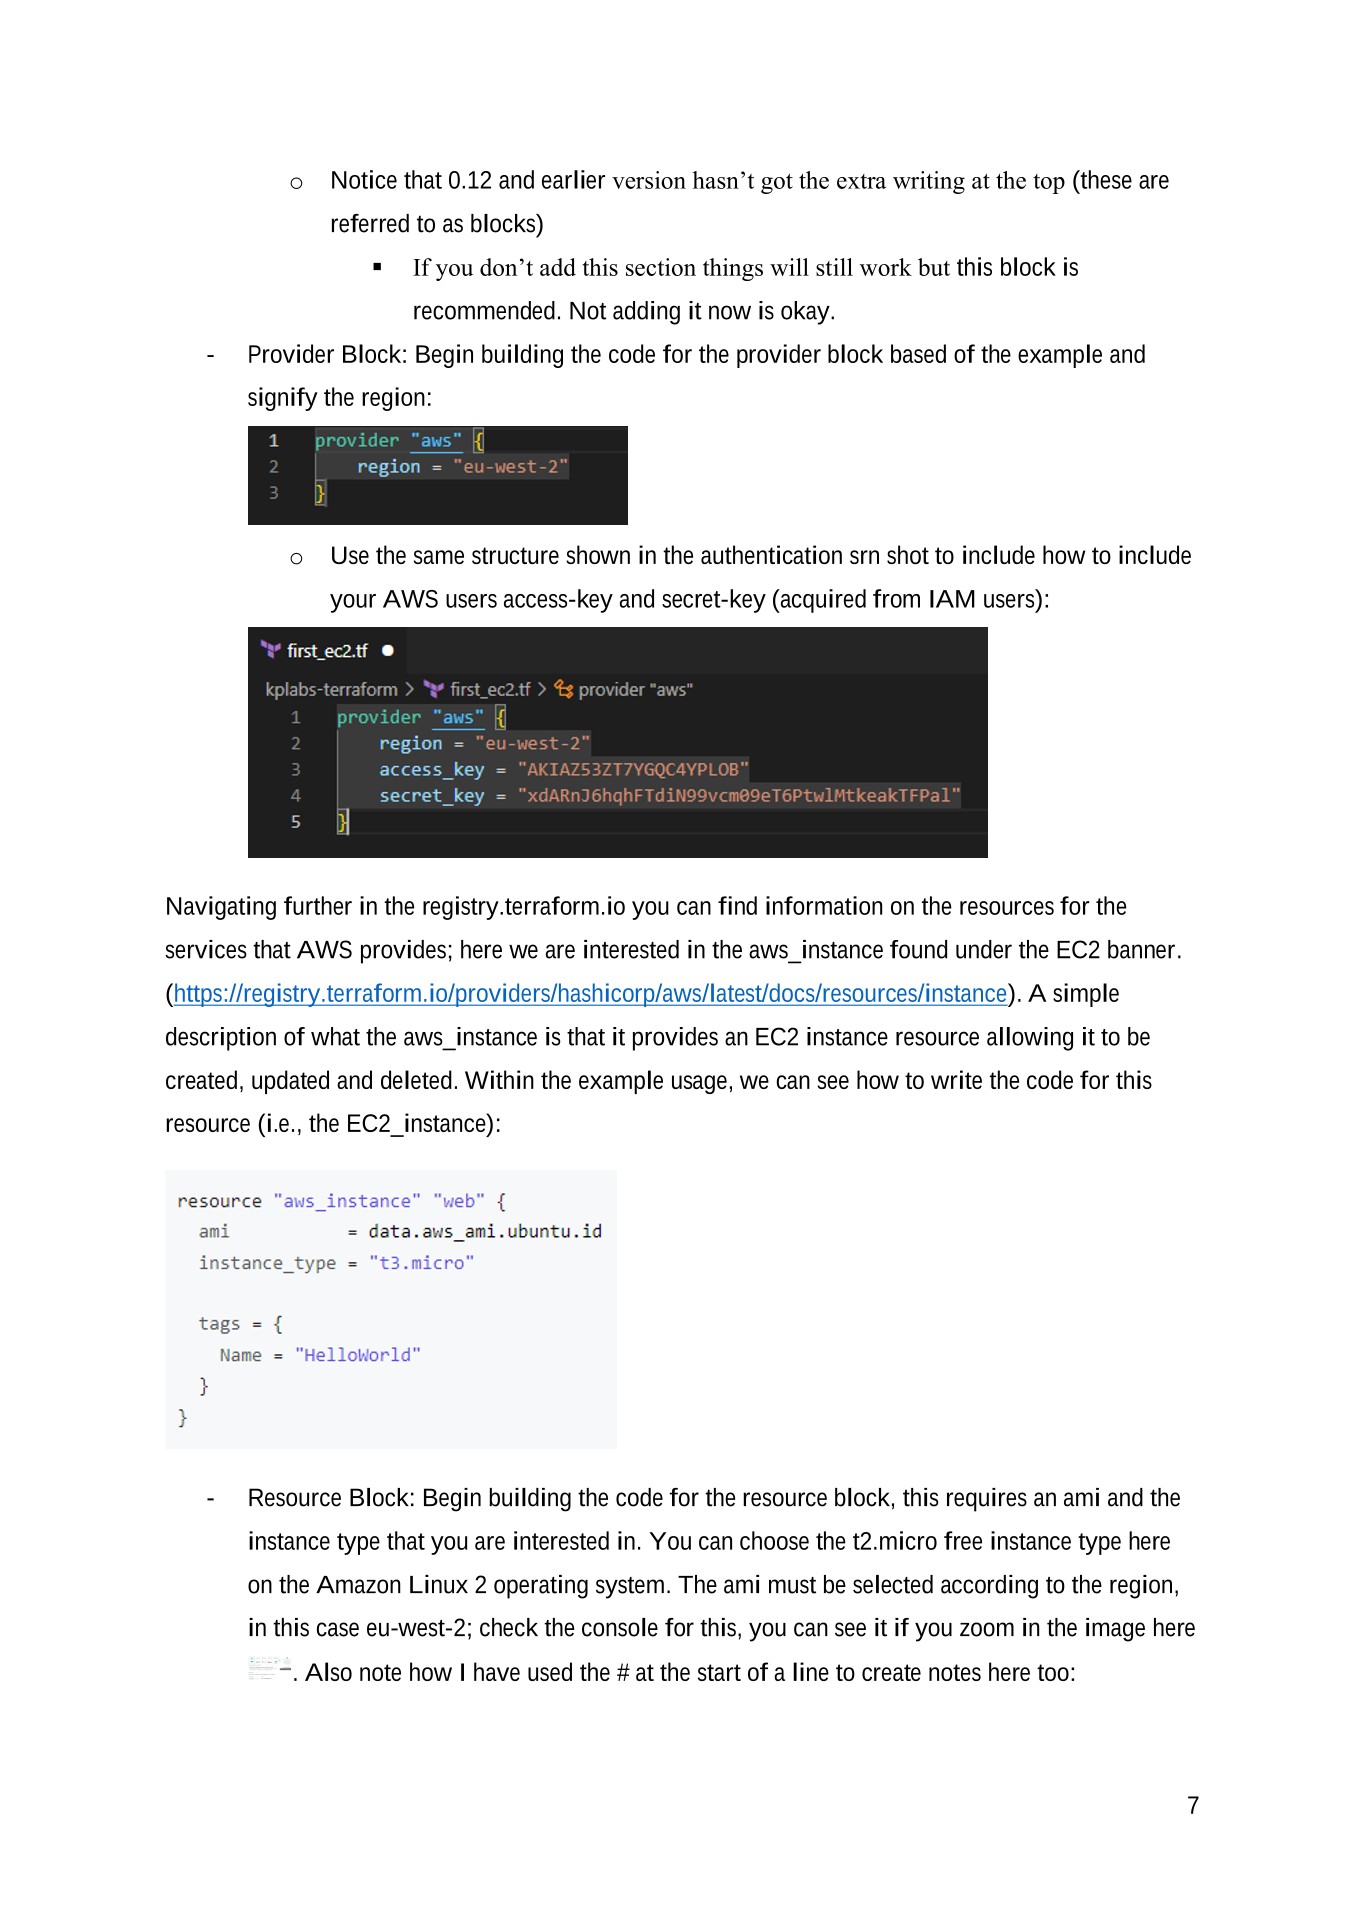 o Notice that 0.12 and earlier version hasn’t got the extra writing at the top (these are
referred to as blocks)
▪ If you don’t add this section things will still work but this block is
recommended. Not adding it now is okay.
- Provider Block: Begin building the code for the provider block based of the example and
signify the region:
1 provider "aws" {
2 region = "eu-west-2"
3 }
o Use the same structure shown in the authentication srn shot to include how to include
your AWS users access-key and secret-key (acquired from IAM users):
first_ec2.tf ●
kplabs-terraform > first_ec2.tf > provider "aws"
1 provider "aws" {
2 region = "eu-west-2"
3 access_key = "AKIAZ53ZT7YGQC4YPLOB"
4 secret_key = "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"
5 }
Navigating further in the registry.terraform.io you can find information on the resources for the
services that AWS provides; here we are interested in the aws_instance found under the EC2 banner.
(https://registry.terraform.io/providers/hashicorp/aws/latest/docs/resources/instance). A simple
description of what the aws_instance is that it provides an EC2 instance resource allowing it to be
created, updated and deleted. Within the example usage, we can see how to write the code for this
resource (i.e., the EC2_instance):
resource "aws_instance" "web" {
ami = data.aws_ami.ubuntu.id
instance_type = "t3.micro"
tags = {
Name = "HelloWorld"
}
}
- Resource Block: Begin building the code for the resource block, this requires an ami and the
instance type that you are interested in. You can choose the t2.micro free instance type here
on the Amazon Linux 2 operating system. The ami must be selected according to the region,
in this case eu-west-2; check the console for this, you can see it if you zoom in the image here
. Also note how I have used the # at the start of a line to create notes here too:
7